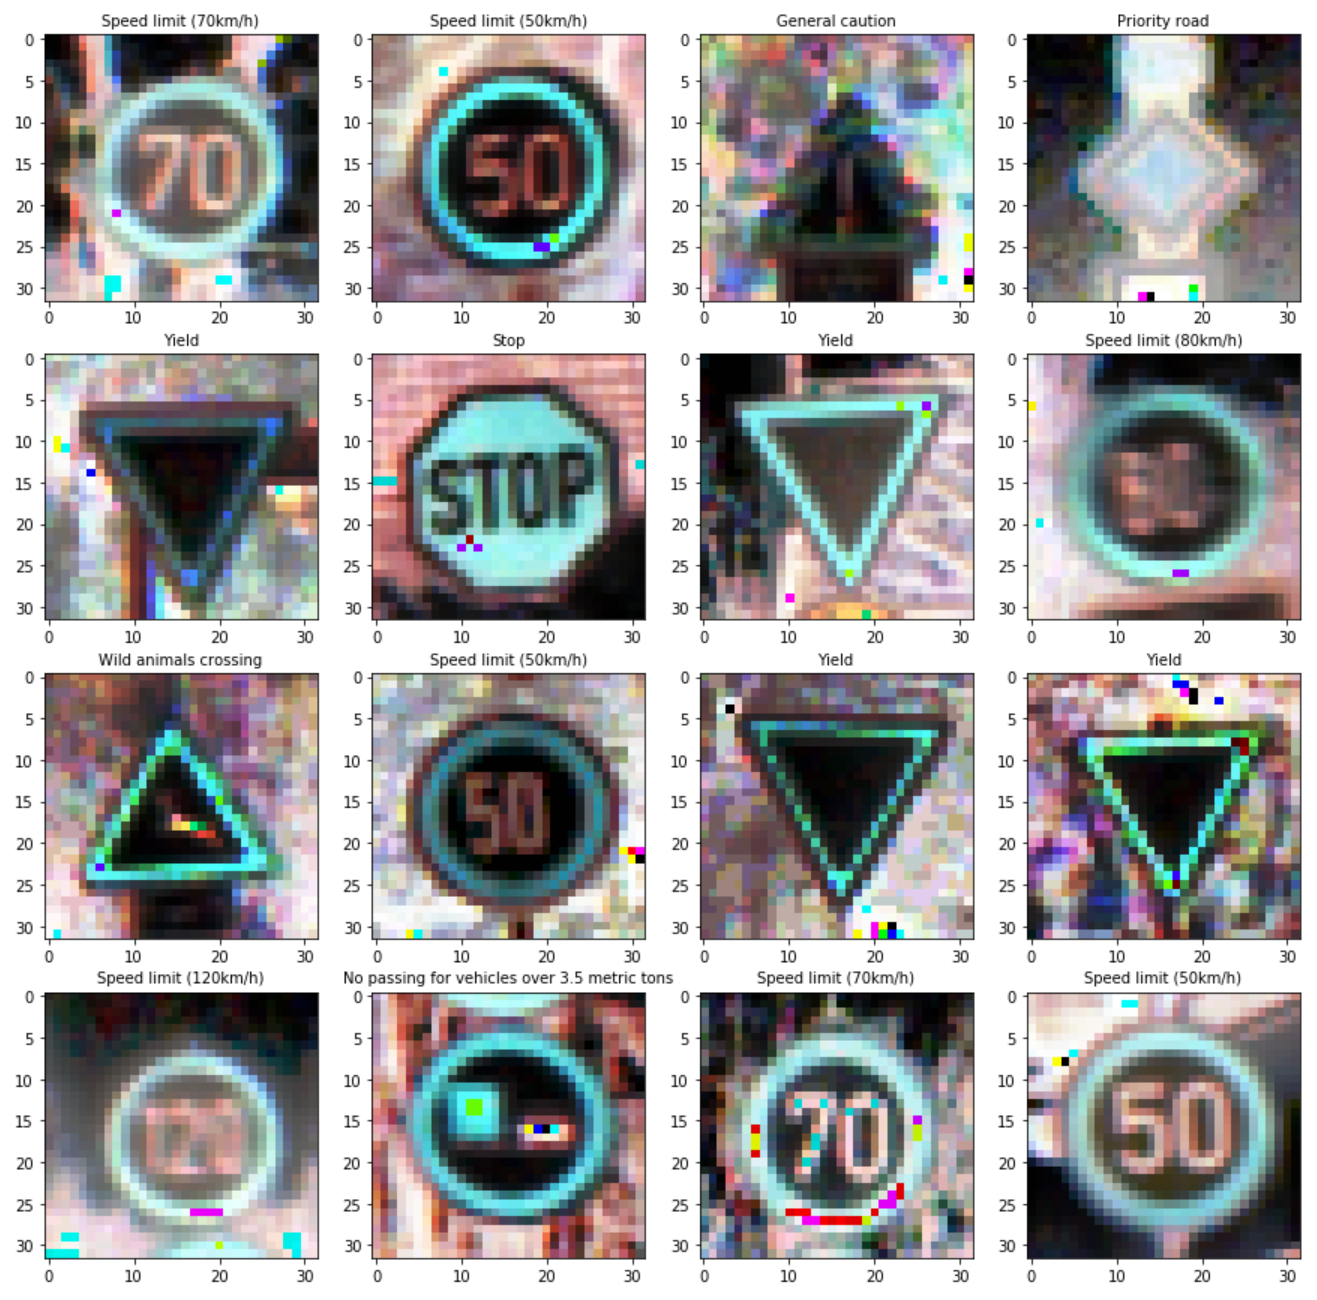 Speed limit (70km/h) Speed limit (50km/h) General caution Priority road
0 0 0 0
5 5 5 5
10 10 10 10
15 70 15 50 15 15
20 20 20 20
25 25 25 25
30 30 30 30
0 10 20 30 0 10 20 30 0 10 20 30 0 10 20 30
Yield Stop Yield Speed limit (80km/h)
0 0 0 0
5 5 5 5
10 10 10 10
15 15 STOP 15 15
20 20 20 20
25 25 25 25
30 30 30 30
0 10 20 30 0 10 20 30 0 10 20 30 0 10 20 30
Wild animals crossing Speed limit (50km/h) Yield Yield
0 0 0 0
5 5 5 5
10 10 10 10
15 15 50 15 15
20 20 20 20
25 25 25 25
30 30 30 30
0 10 20 30 0 10 20 30 0 10 20 30 0 10 20 30
Speed limit (120km/h) No passing for vehicles over 3.5 metric tons Speed limit (70km/h) Speed limit (50km/h)
0 0 0 0
5 5 5 5
10 10 10 10
15 15 15 70 15 50
20 20 20 20
25 25 25 25
30 30 30 30
0 10 20 30 0 10 20 30 0 10 20 30 0 10 20 30